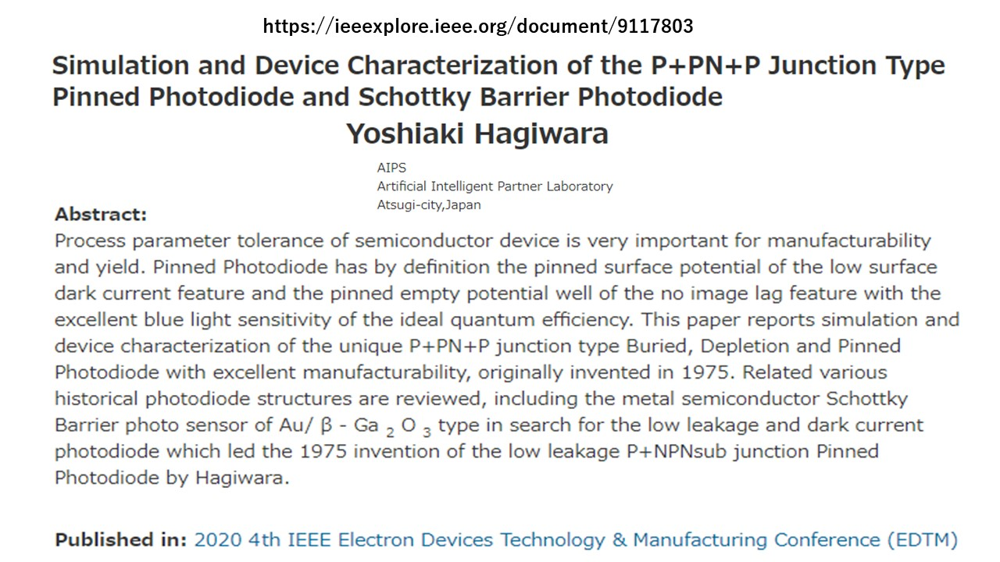 https://ieeexplore.ieee.org/document/9117803
Simulation and Device Characterization of the P+PN+P Junction Type
Pinned Photodiode and Schottky Barrier Photodiode
Yoshiaki Hagiwara
AIPS
Artificial Intelligent Partner Laboratory
Atsugi-city,Japan
Abstract:
Process parameter tolerance of semiconductor device is very important for manufacturability
and yield. Pinned Photodiode has by definition the pinned surface potential of the low surface
dark current feature and the pinned empty potential well of the no image lag feature with the
excellent blue light sensitivity of the ideal quantum efficiency. This paper reports simulation and
device characterization of the unique P+PN+P junction type Buried, Depletion and Pinned
Photodiode with excellent manufacturability, originally invented in 1975. Related various
historical photodiode structures are reviewed, including the metal semiconductor Schottky
Barrier photo sensor of Au/ β - Ga 2 O 3 type in search for the low leakage and dark current
photodiode which led the 1975 invention of the low leakage P+NPNsub junction Pinned
Photodiode by Hagiwara.
Published in: 2020 4th IEEE Electron Devices Technology & Manufacturing Conference (EDTM)